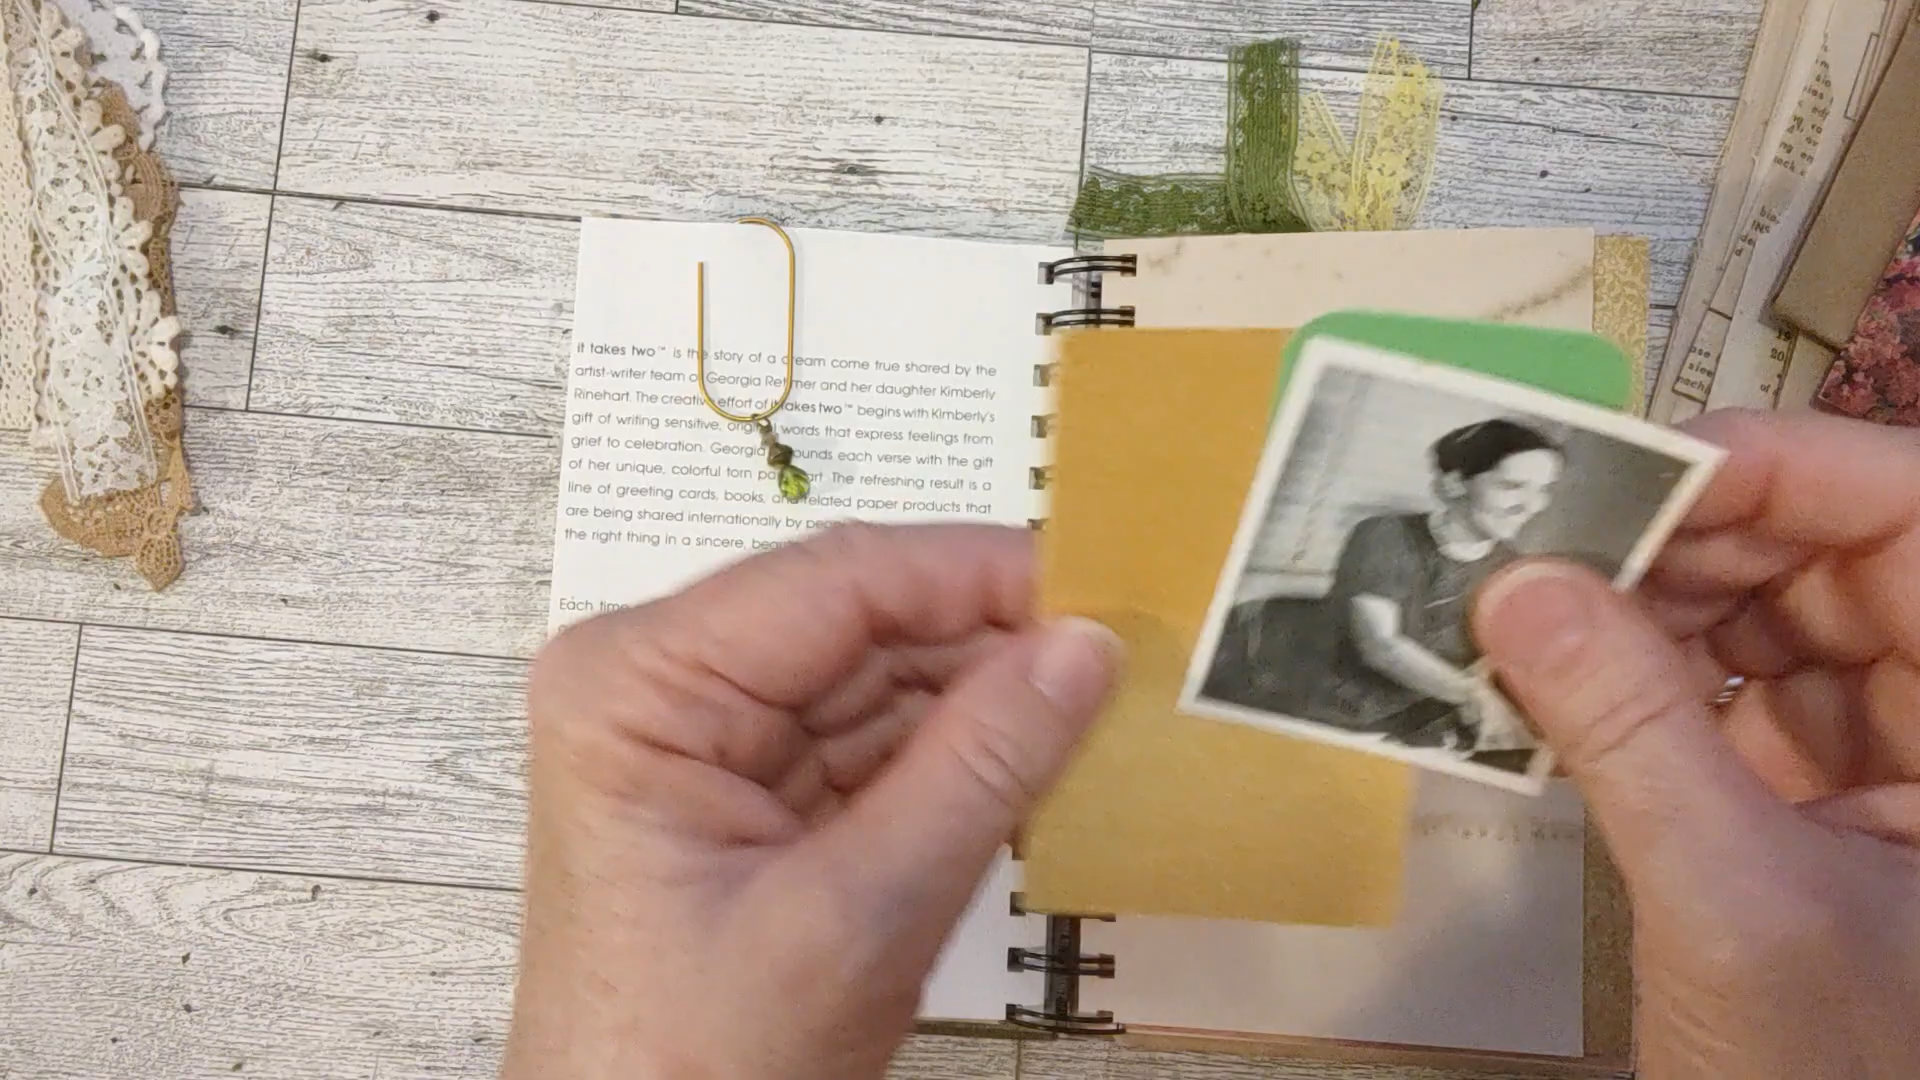 it takes two™ is the story of a dream come true shared by the
artist-writer team of Georgia Rettmer and her daughter Kimberly
Rinehart. The creative effort of it takes two™ begins with Kimberly's
gift of writing sensitive, original words that express feelings from
grief to celebration. Georgia surrounds each verse with the gift
of her unique, colorful torn paper art. The refreshing result is a
line of greeting cards, books, and related paper products that
are being shared internationally by
the right thing in a sincere,
Each time